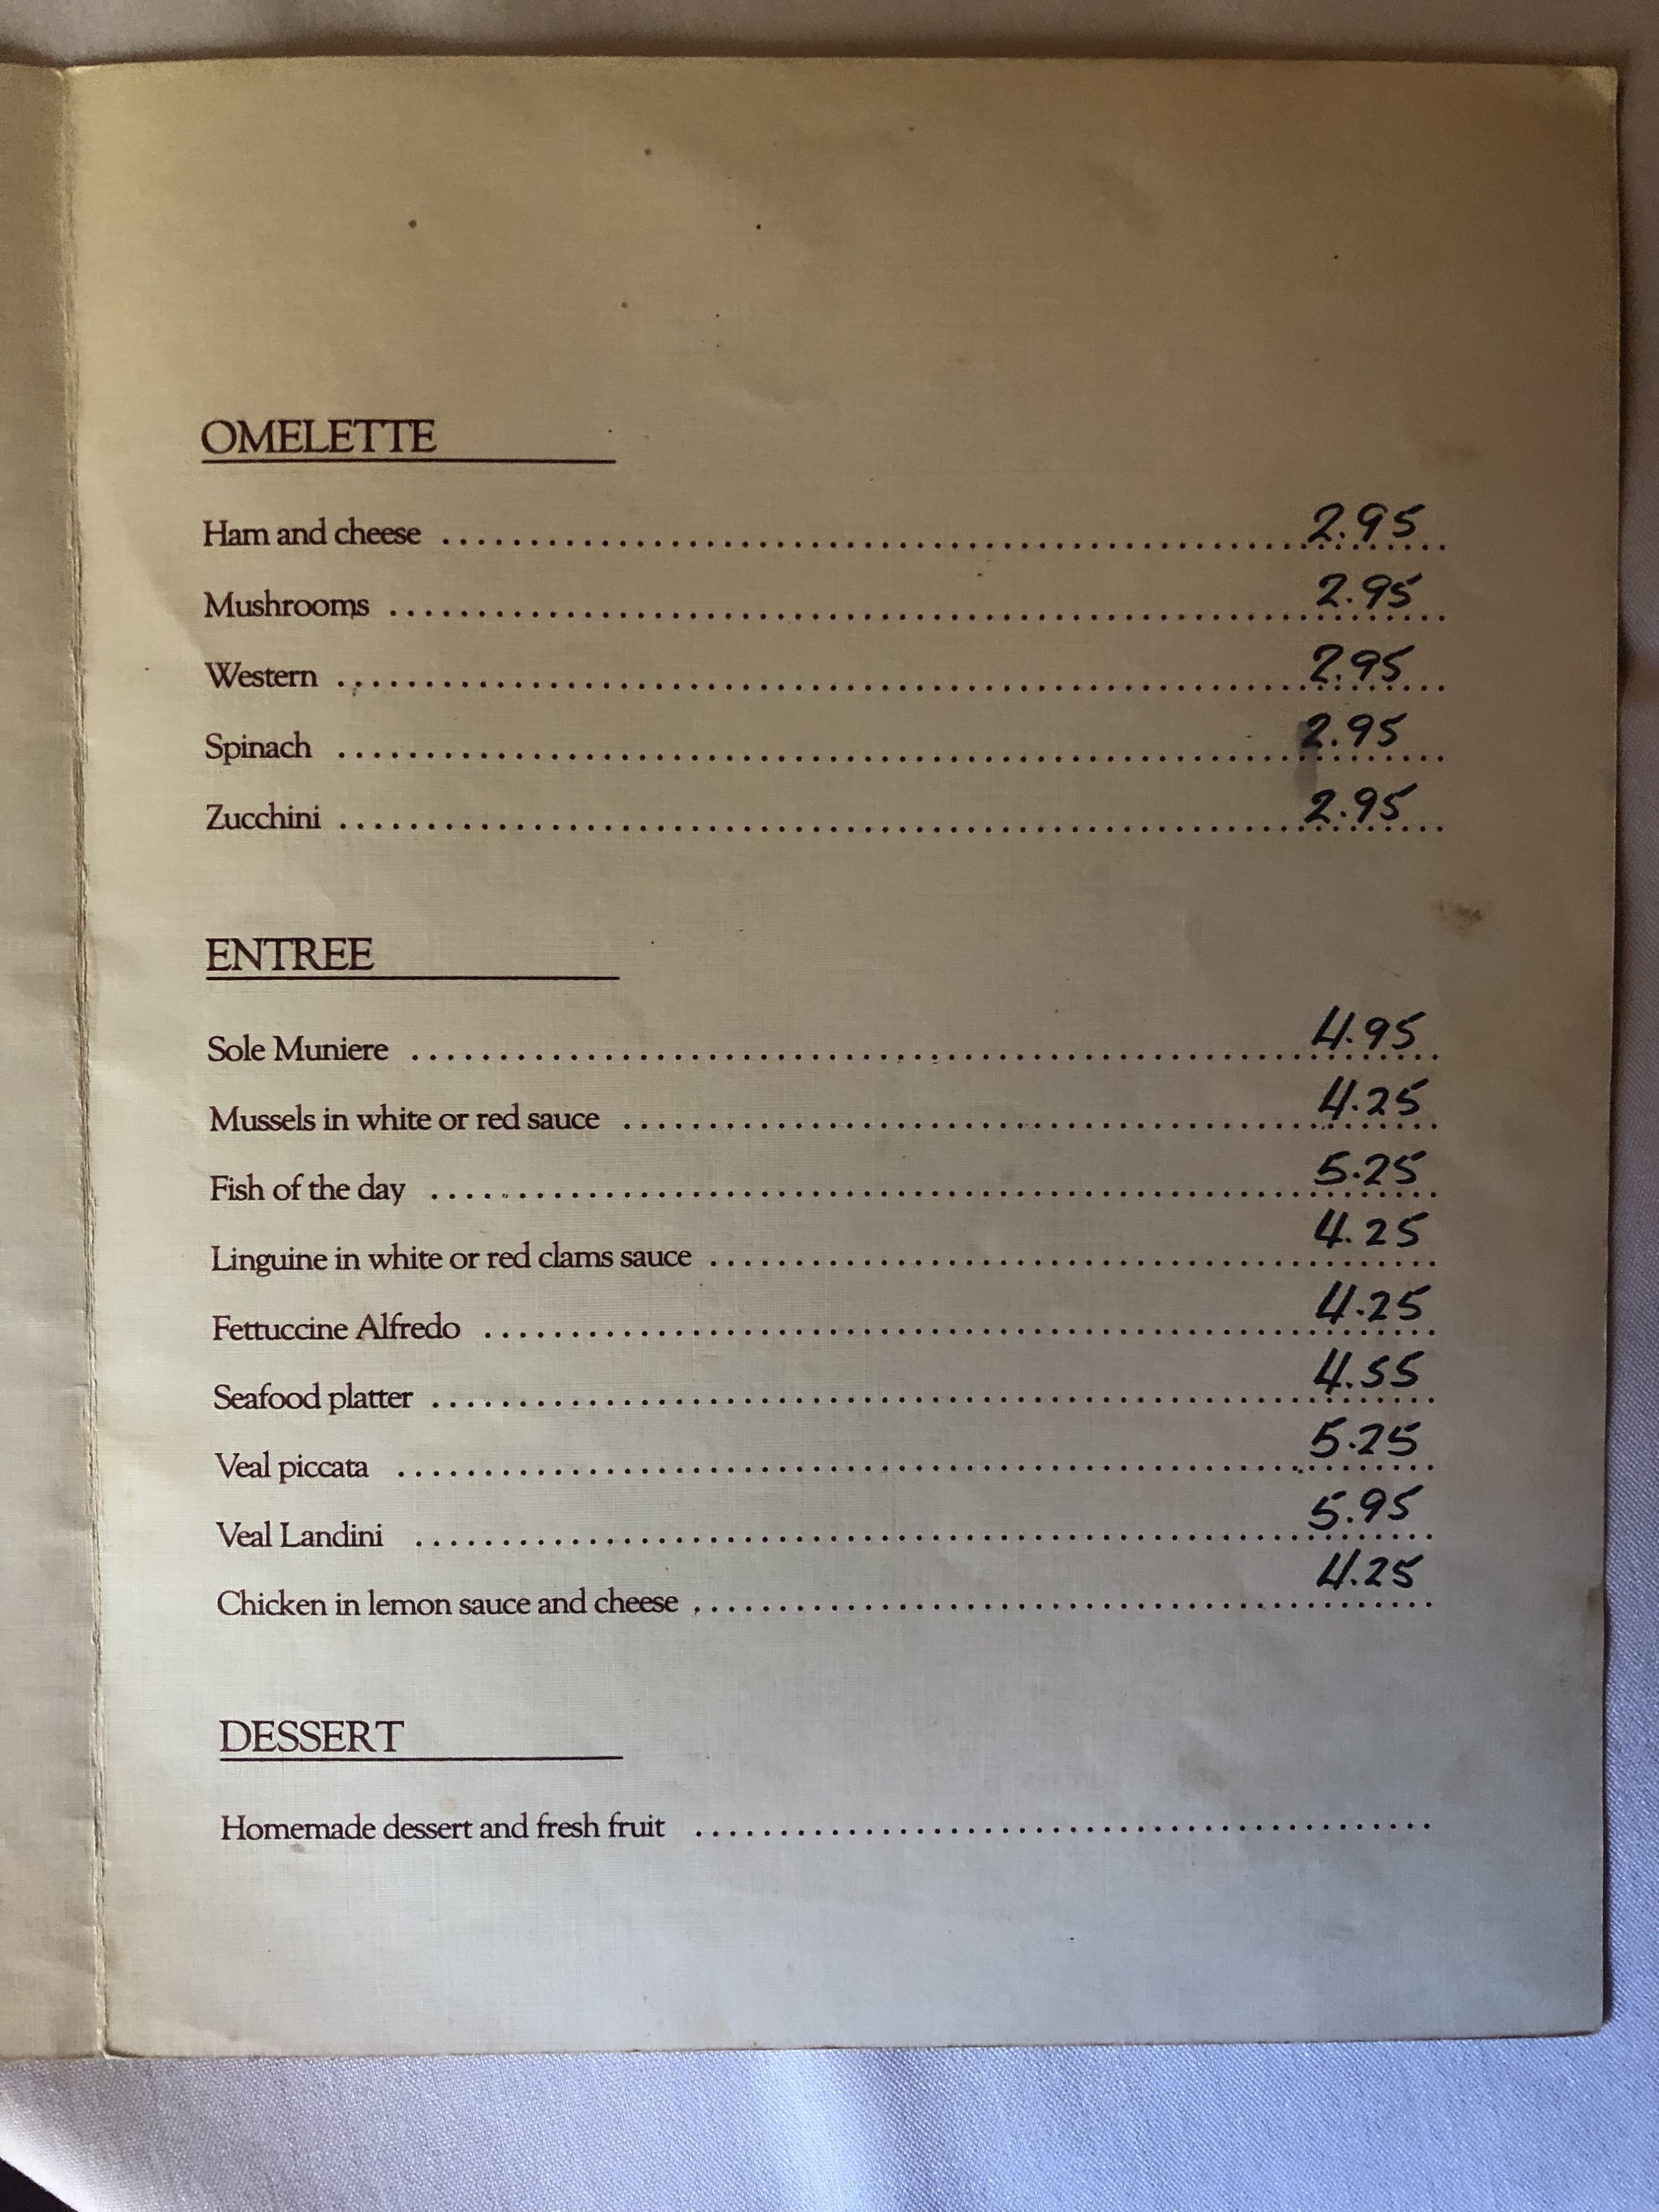 OMELETTE
Ham and cheese ........................ 2.95
Mushrooms ........................ 2.95
Western ........................ 2.95
Spinach ........................ 2.95
Zucchini ........................ 2.95
ENTREE
Sole Muniere ........................ 4.95
Mussels in white or red sauce ........................ 4.25
Fish of the day ........................ 5.25
Linguine in white or red clams sauce ........................ 4.25
Fettuccine Alfredo ........................ 4.25
Seafood platter ........................ 4.55
Veal piccata ........................ 5.25
Veal Landini ........................ 5.95
Chicken in lemon sauce and cheese ........................ 4.25
DESSERT
Homemade dessert and fresh fruit ........................